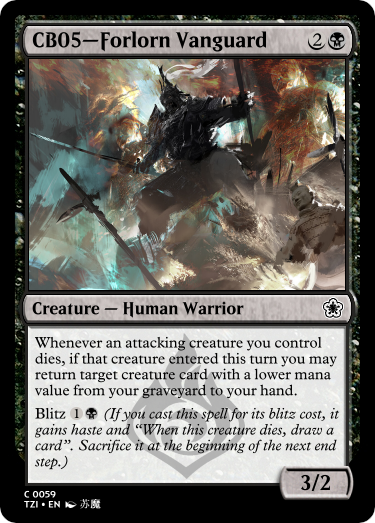 CB05—Forlorn Vanguard 2
Creature — Human Warrior
Whenever an attacking creature you control
dies, if that creature entered this turn you may
return target creature card with a lower mana
value from your graveyard to your hand.
Blitz 1 (If you cast this spell for its blitz cost, it
gains haste and “When this creature dies, draw a
card”. Sacrifice it at the beginning of the next end
step.)
3/2
C 0059
TZI • EN 苏魔